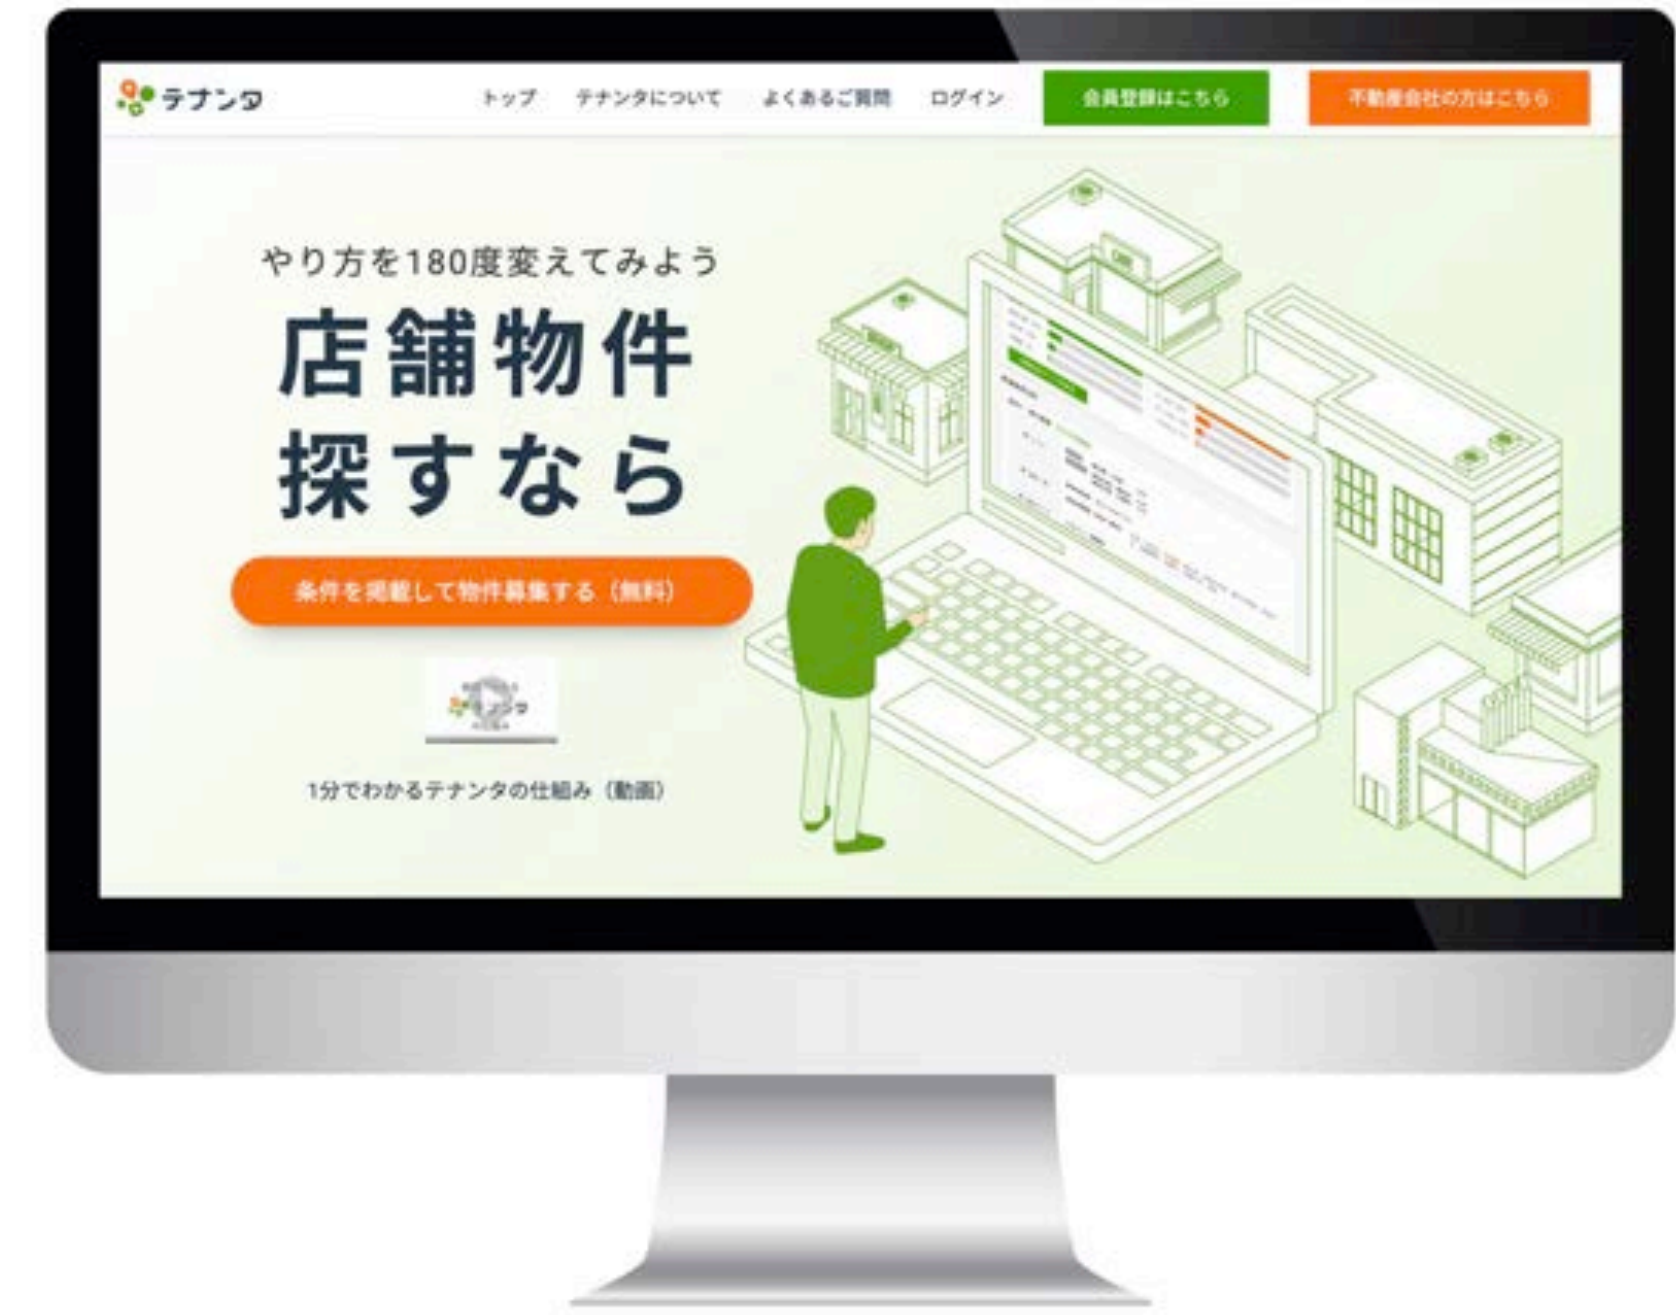 テナンタ
トップ
テナンタについて
よくあるご質問
ログイン
会員登録はこちら
不動産会社の方はこちら
やり方を180度変えてみよう
店舗物件
探すなら
条件を掲載して物件募集する（無料）
1分でわかるテナンタの仕組み（動画）